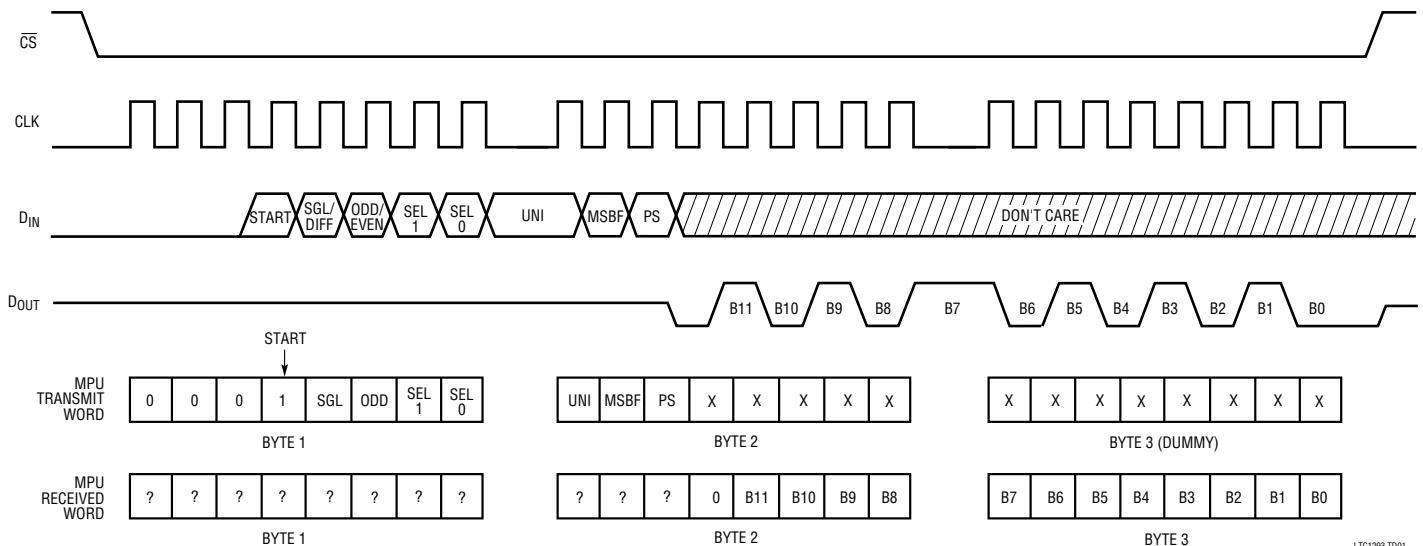 CS
CLK
DIN
START SGL/DIFF ODD/EVEN SEL 1 SEL 0 UNI MSBF PS DON'T CARE
DOUT
B11 B10 B9 B8 B7 B6 B5 B4 B3 B2 B1 B0
START
MPU TRANSMIT WORD
0 0 0 1 SGL ODD SEL 1 SEL 0
UNI MSBF PS X X X X X
X X X X X X X X
BYTE 1
BYTE 2
BYTE 3 (DUMMY)
MPU RECEIVED WORD
? ? ? ? ? ? ? ?
? ? ? 0 B11 B10 B9 B8
B7 B6 B5 B4 B3 B2 B1 B0
BYTE 1
BYTE 2
BYTE 3
LTC1293 TD01